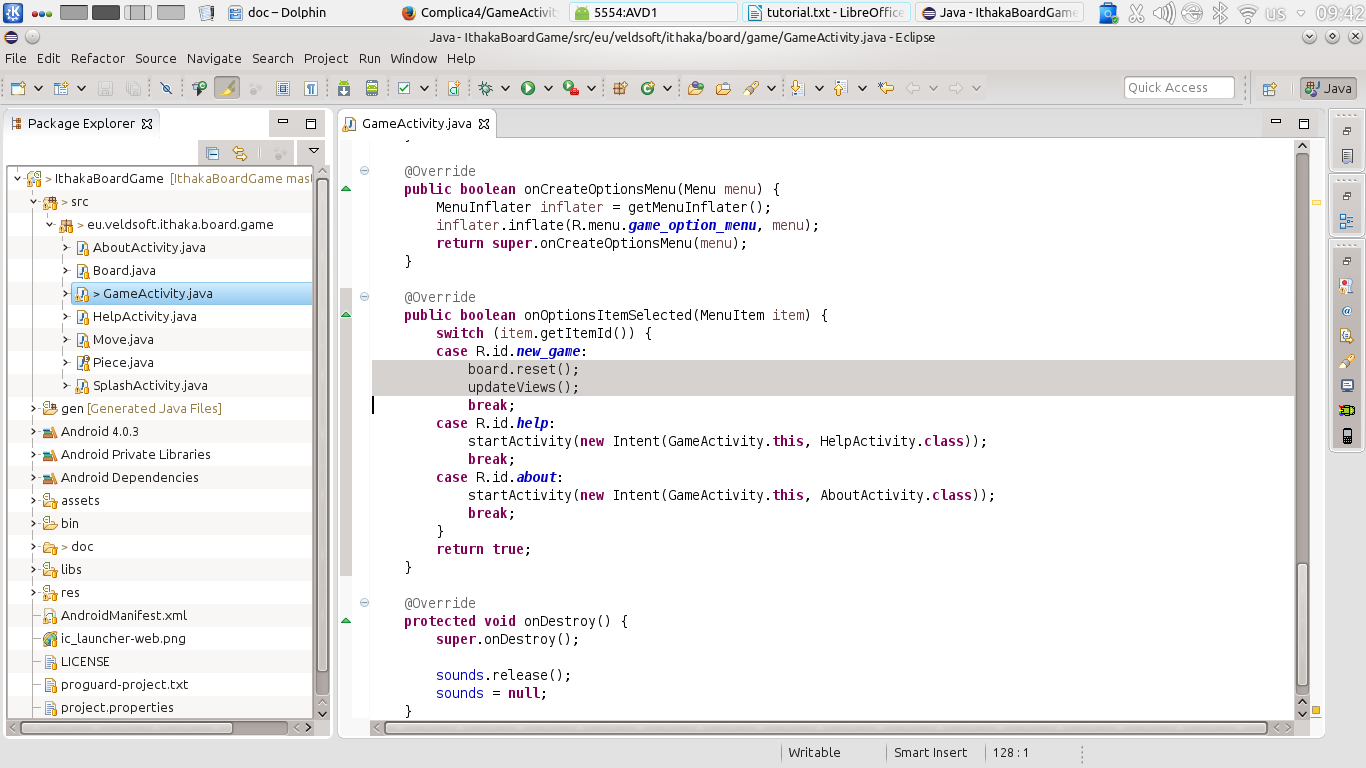 doc – Dolphin
Complica4/GameActivit
5554:AVD1
tutorial.txt - LibreOffice
Java - IthakaBoardGame
us
09:42
Java - IthakaBoardGame/src/eu/veldsoft/ithaka/board/game/GameActivity.java - Eclipse
File Edit Refactor Source Navigate Search Project Run Window Help
Quick Access
Java
Package Explorer
GameActivity.java
> IthakaBoardGame [IthakaBoardGame mast
> src
> eu.veldsoft.ithaka.board.game
AboutActivity.java
Board.java
> GameActivity.java
HelpActivity.java
Move.java
Piece.java
SplashActivity.java
gen [Generated Java Files]
Android 4.0.3
Android Private Libraries
Android Dependencies
assets
bin
> doc
libs
res
AndroidManifest.xml
ic_launcher-web.png
LICENSE
proguard-project.txt
project.properties
@Override
public boolean onCreateOptionsMenu(Menu menu) {
MenuInflater inflater = getMenuInflater();
inflater.inflate(R.menu.game_option_menu, menu);
return super.onCreateOptionsMenu(menu);
}
@Override
public boolean onOptionsItemSelected(MenuItem item) {
switch (item.getItemId()) {
case R.id.new_game:
board.reset();
updateViews();
break;
case R.id.help:
startActivity(new Intent(GameActivity.this, HelpActivity.class));
break;
case R.id.about:
startActivity(new Intent(GameActivity.this, AboutActivity.class));
break;
}
return true;
}
@Override
protected void onDestroy() {
super.onDestroy();
sounds.release();
sounds = null;
}
Writable
Smart Insert
128 : 1